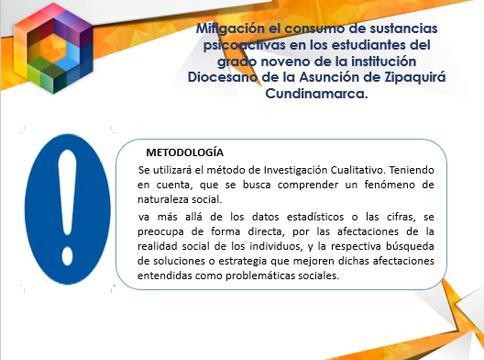 Mitigación el consumo de sustancias
psicoactivas en los estudiantes del
grado noveno de la institución
Diocesano de la Asunción de Zipaquirá
Cundinamarca.
METODOLOGÍA
Se utilizará el método de Investigación Cualitativo. Teniendo
en cuenta, que se busca comprender un fenómeno de
naturaleza social.
va más allá de los datos estadísticos o las cifras, se
preocupa de forma directa, por las afectaciones de la
realidad social de los individuos, y la respectiva búsqueda
de soluciones o estrategia que mejoren dichas afectaciones
entendidas como problemáticas sociales.